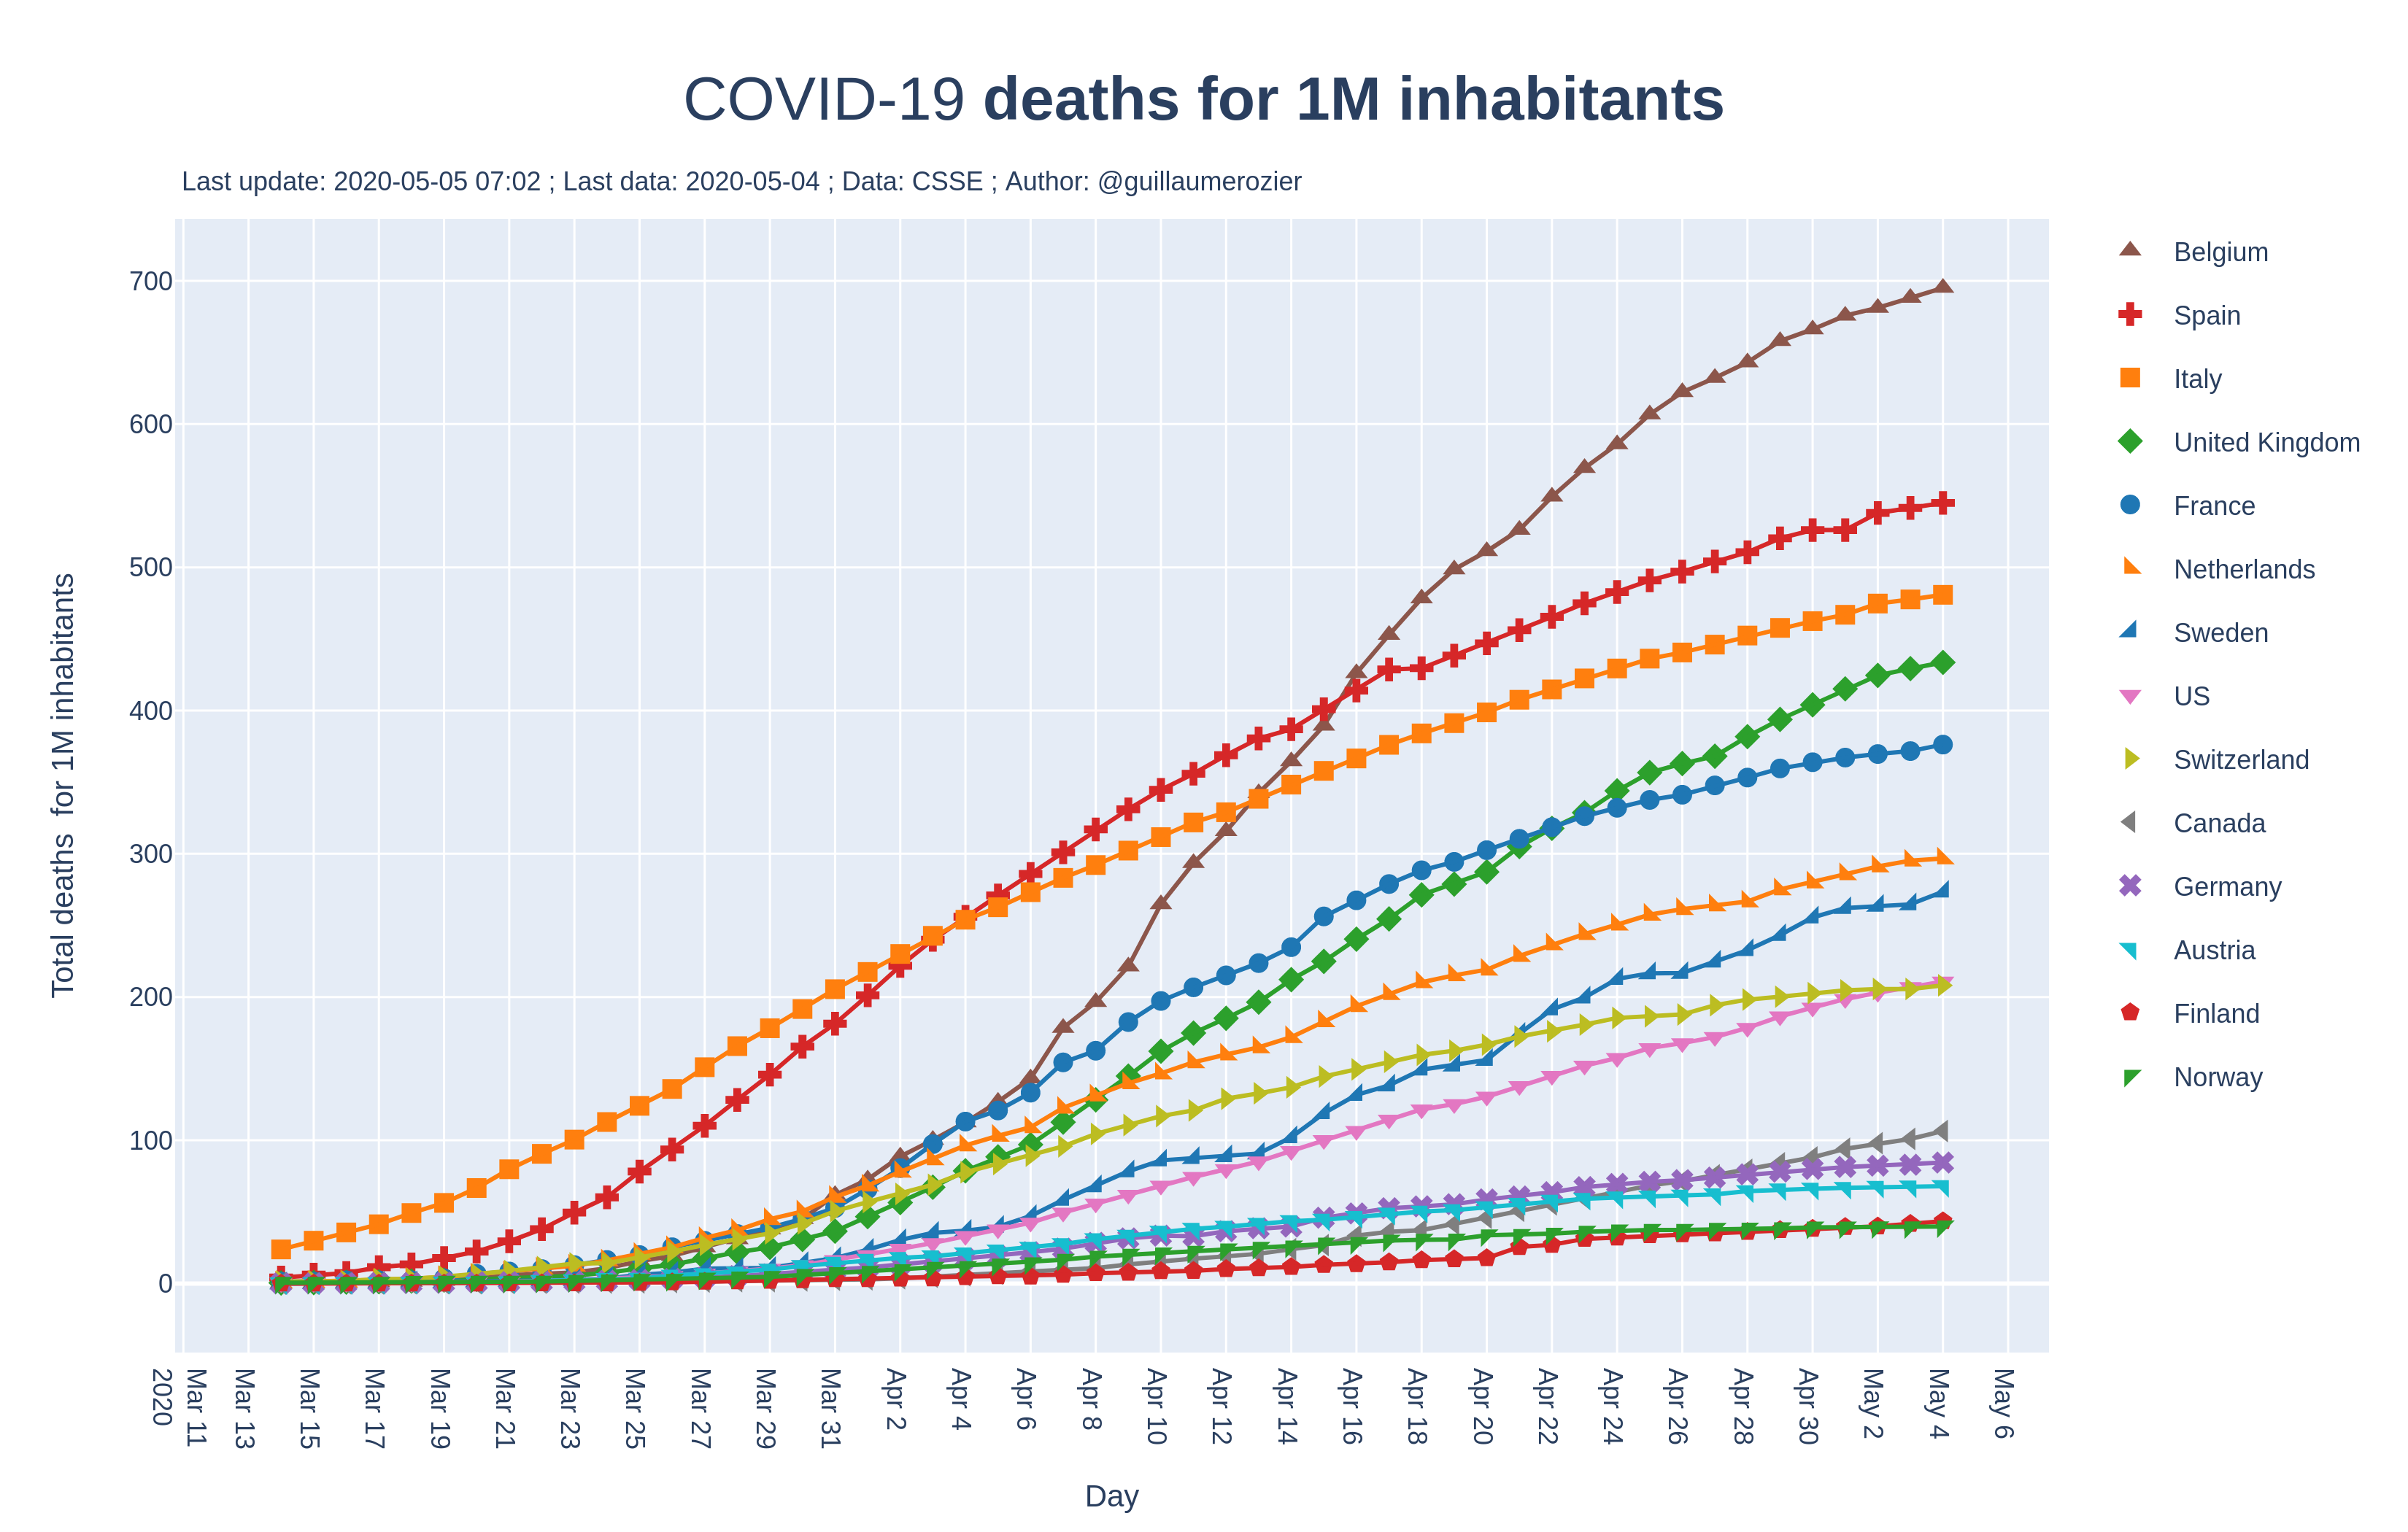 COVID-19 deaths for 1M inhabitants
Last update: 2020-05-05 07:02 ; Last data: 2020-05-04 ; Data: CSSE ; Author: @guillaumerozier
Total deaths for 1M inhabitants
700
600
500
400
300
200
100
0
Mar 11
2020
Mar 13
Mar 15
Mar 17
Mar 19
Mar 21
Mar 23
Mar 25
Mar 27
Mar 29
Mar 31
Apr 2
Apr 4
Apr 6
Apr 8
Apr 10
Apr 12
Apr 14
Apr 16
Apr 18
Apr 20
Apr 22
Apr 24
Apr 26
Apr 28
Apr 30
May 2
May 4
May 6
Day
Belgium
Spain
Italy
United Kingdom
France
Netherlands
Sweden
US
Switzerland
Canada
Germany
Austria
Finland
Norway